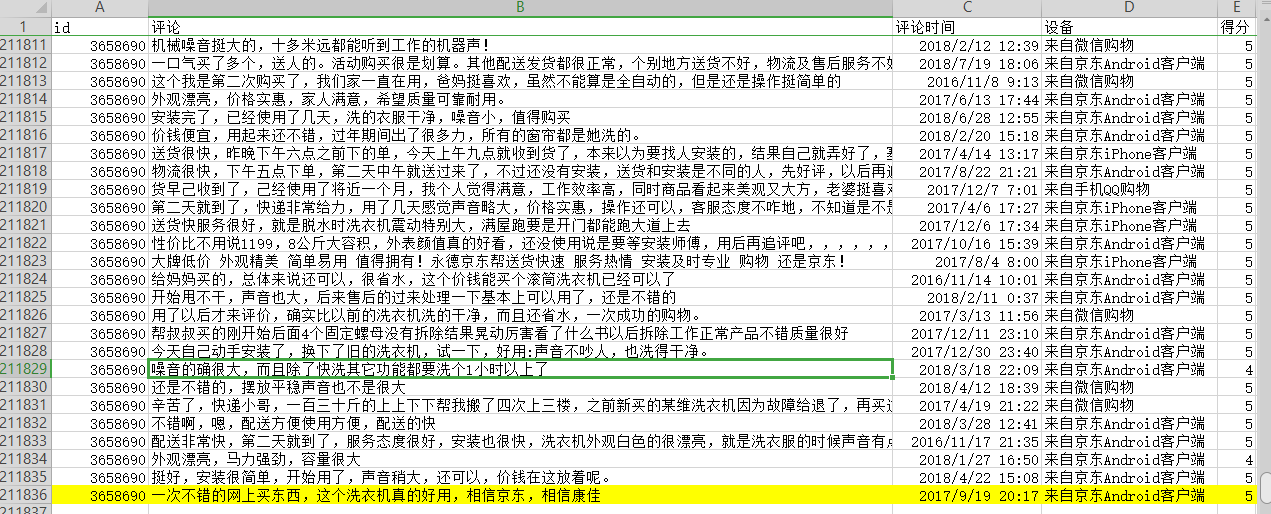 A B C D E
1 id 评论 评论时间 设备 得分
211811 3658690 机械噪音挺大的，十多米远都能听到工作的机器声！ 2018/2/12 12:39 来自微信购物 5
211812 3658690 一口气买了多个，送人的。活动购买很是划算。其他配送发货都很正常，个别地方送货不好，物流及售后服务不好 2018/7/19 18:06 来自京东Android客户端 5
211813 3658690 这个我是第二次购买了，我们家一直在用，爸妈挺喜欢，虽然不能算是全自动的，但是还是操作挺简单的 2016/11/8 9:13 来自微信购物 5
211814 3658690 外观漂亮，价格实惠，家人满意，希望质量可靠耐用。 2017/6/13 17:44 来自京东Android客户端 5
211815 3658690 安装完了，已经使用了几天，洗的衣服干净，噪音小，值得购买 2018/6/28 12:55 来自京东Android客户端 5
211816 3658690 价钱便宜，用起来还不错，过年期间出了很多力，所有的窗帘都是她洗的。 2018/2/20 15:18 来自京东Android客户端 5
211817 3658690 送货很快，昨晚下午六点之前下的单，今天上午九点就收到货了，本来以为要找人安装的，结果自己就弄好了， 2017/4/14 13:17 来自京东iPhone客户端 5
211818 3658690 物流很快，下午五点下单，第二天中午就送过来了，不过还没有安装，送货和安装是不同的人，先好评，以后再追 2017/8/22 21:21 来自京东Android客户端 5
211819 3658690 货早已收到了，己经使用了将近一个月，我个人觉得满意，工作效率高，同时商品看起来美观又大方，老婆挺喜欢 2017/12/7 7:01 来自手机QQ购物 5
211820 3658690 第二天就到了，快递非常给力，用了几天感觉声音略大，价格实惠，操作还可以，客服态度不咋地，不知道是不是 2017/4/6 17:27 来自京东iPhone客户端 5
211821 3658690 送货快服务很好，就是脱水时洗衣机震动特别大，满屋跑要是开门都能跑大道上去 2017/12/6 17:34 来自京东iPhone客户端 5
211822 3658690 性价比不用说1199，8公斤大容积，外表颜值真的好看，还没使用说是要等安装师傅，用后再追评吧，，，，，， 2017/10/16 15:39 来自京东Android客户端 5
211823 3658690 大牌低价 外观精美 简单易用 值得拥有！永德京东帮送货快速 服务热情 安装及时专业 购物 还是京东！ 2017/8/4 8:00 来自京东iPhone客户端 5
211824 3658690 给妈妈买的，总体来说还可以，很省水，这个价钱能买个滚筒洗衣机已经可以了 2016/11/14 10:01 来自京东Android客户端 5
211825 3658690 开始甩不干，声音也大，后来售后的过来处理一下基本上可以用了，还是不错的 2018/2/11 0:37 来自京东Android客户端 5
211826 3658690 用了以后才来评价，确实比以前的洗衣机洗的干净，而且还省水，一次成功的购物。 2017/3/13 11:56 来自微信购物 5
211827 3658690 帮叔叔买的刚开始后面4个固定螺母没有拆除结果晃动厉害看了什么书以后拆除工作正常产品不错质量很好 2017/12/11 23:10 来自京东Android客户端 5
211828 3658690 今天自己动手安装了，换下了旧的洗衣机，试一下，好用:声音不吵人，也洗得干净。 2017/12/30 23:40 来自京东Android客户端 5
211829 3658690 噪音的确很大，而且除了快洗其它功能都要洗个1小时以上了 2018/3/18 22:09 来自京东Android客户端 4
211830 3658690 还是不错的，摆放平稳声音也不是很大 2018/4/12 18:39 来自微信购物 5
211831 3658690 辛苦了，快递小哥，一百三十斤的上上下下帮我搬了四次上三楼，之前新买的某维洗衣机因为故障给退了，再买这 2017/4/19 21:22 来自微信购物 5
211832 3658690 不错啊，嗯，配送方便使用方便，配送的快 2018/3/28 12:41 来自京东Android客户端 5
211833 3658690 配送非常快，第二天就到了，服务态度很好，安装也很快，洗衣机外观白色的很漂亮，就是洗衣服的时候声音有点 2016/11/17 21:35 来自京东Android客户端 5
211834 3658690 外观漂亮，马力强劲，容量很大 2018/1/27 16:50 来自京东Android客户端 4
211835 3658690 挺好，安装很简单，开始用了，声音稍大，还可以，价钱在这放着呢。 2018/4/22 15:08 来自京东Android客户端 5
211836 3658690 一次不错的网上买东西，这个洗衣机真的好用，相信京东，相信康佳 2017/9/19 20:17 来自京东Android客户端 5
211837